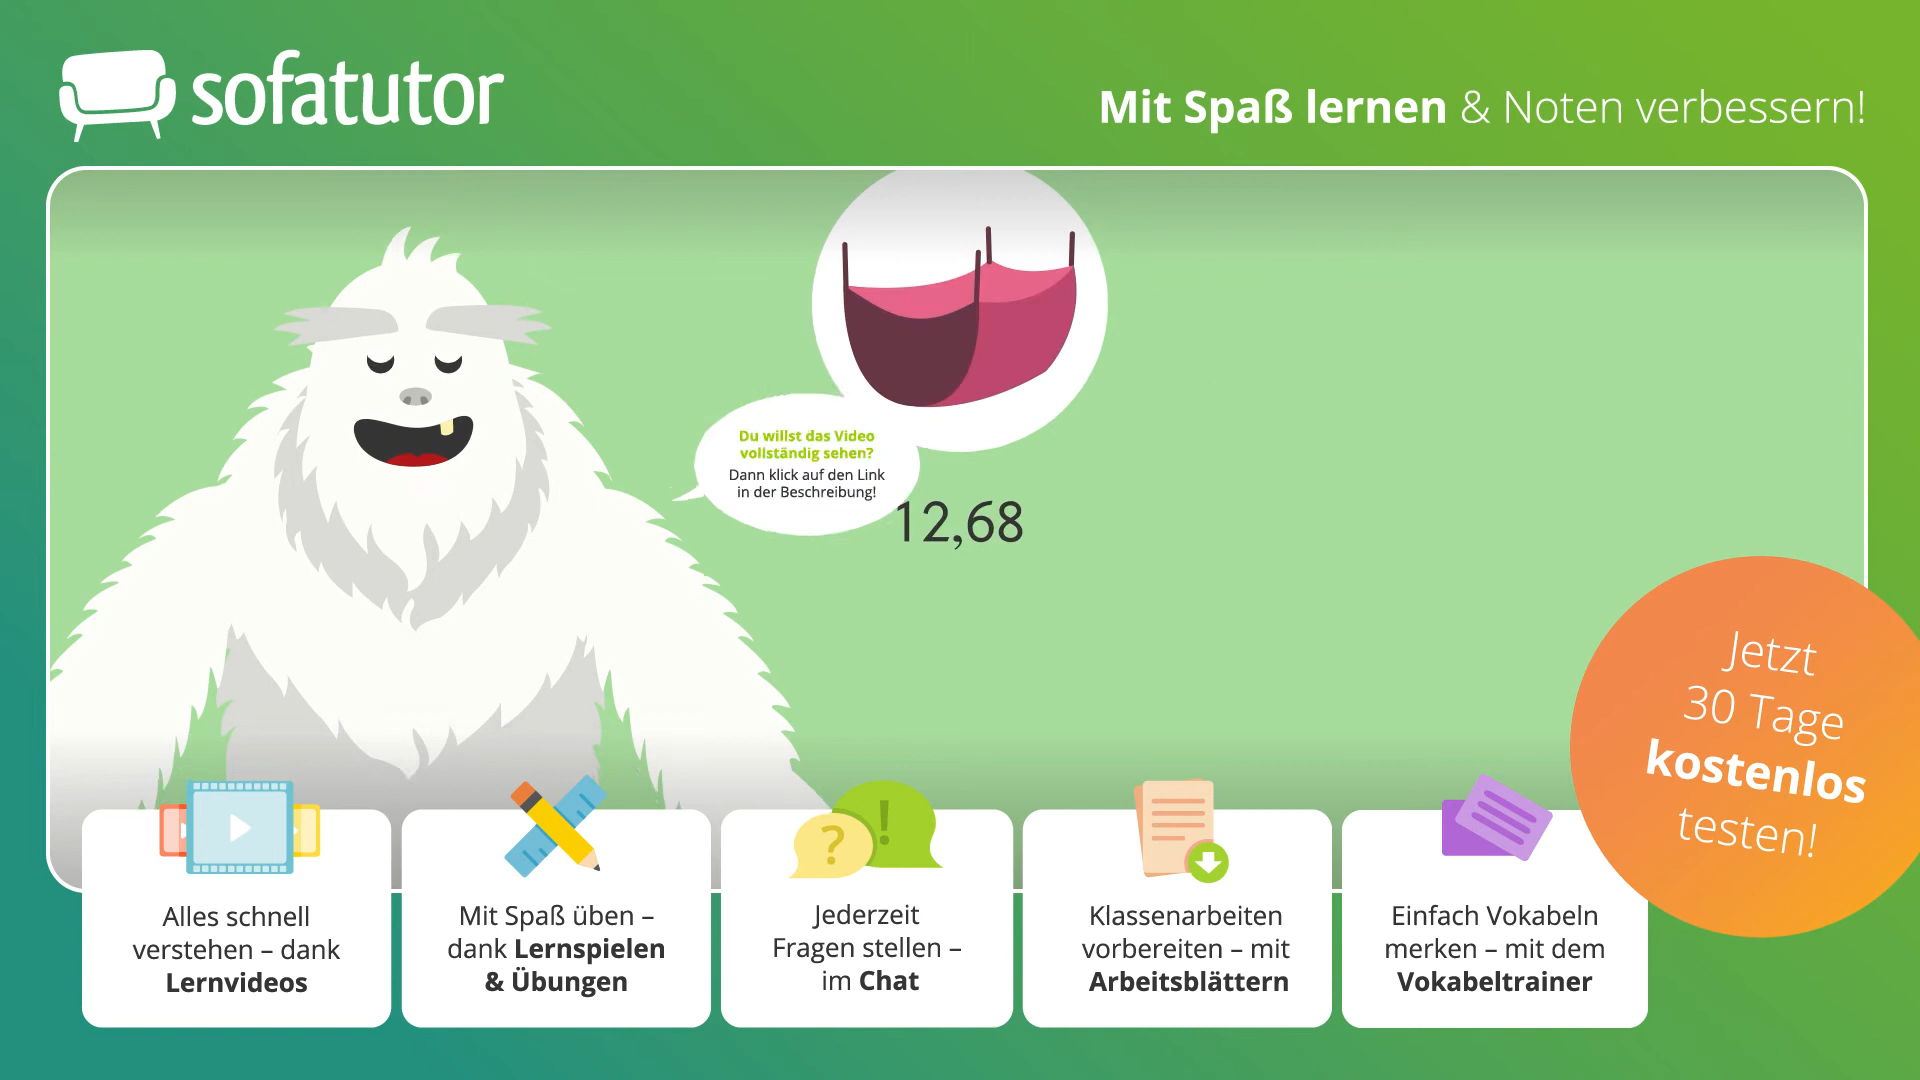 sofatutor
Mit Spaß lernen & Noten verbessern!
Du willst das Video
vollständig sehen?
Dann klick auf den Link
in der Beschreibung!
12,68
Jetzt
30 Tage
kostenlos
testen!
?
!
Alles schnell
verstehen – dank
Lernvideos
Mit Spaß üben –
dank Lernspielen
& Übungen
Jederzeit
Fragen stellen –
im Chat
Klassenarbeiten
vorbereiten – mit
Arbeitsblättern
Einfach Vokabeln
merken – mit dem
Vokabeltrainer